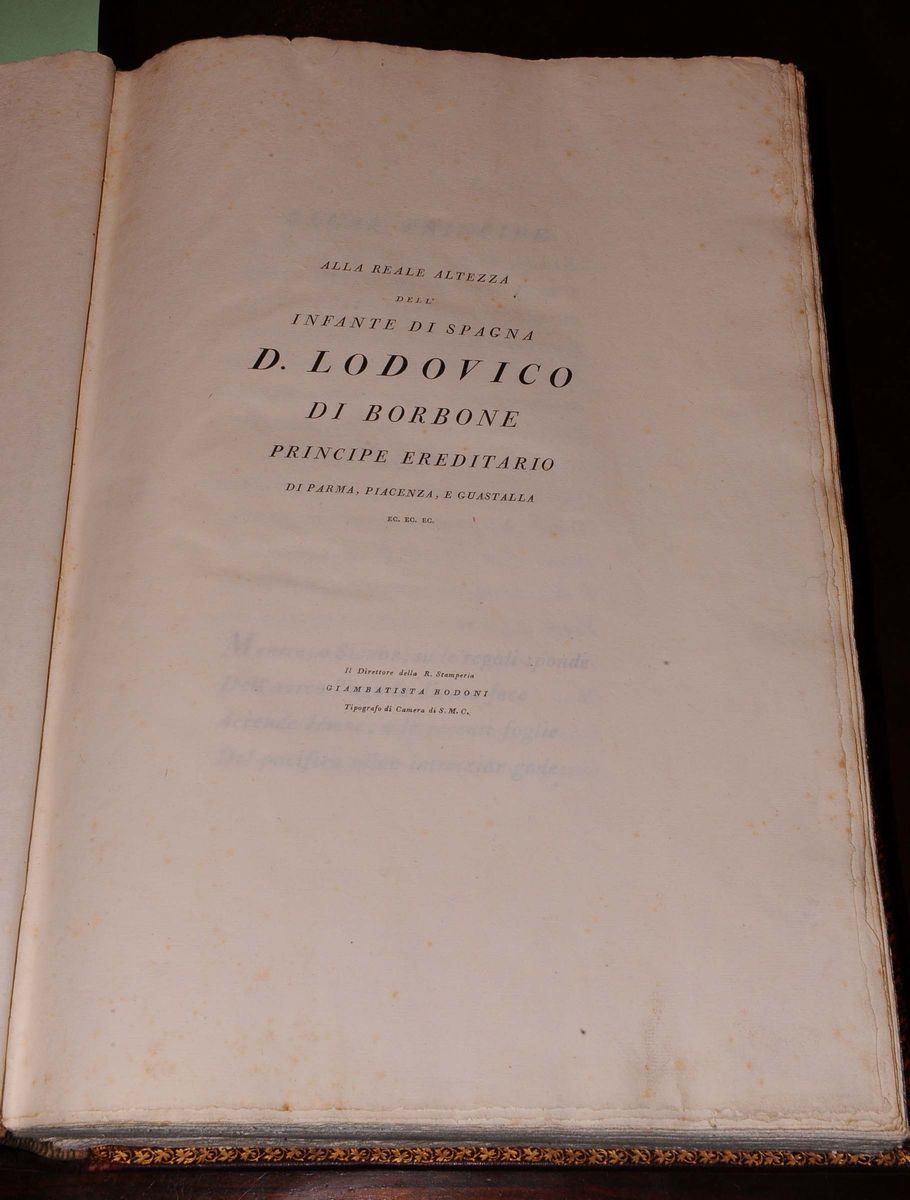 ALLA REALE ALTEZZA
DELL'
INFANTE DI SPAGNA
D. LODOVICO
DI BORBONE
PRINCIPE EREDITARIO
DI PARMA, PIACENZA, E GUASTALLA
EC. EC. EC.
Il Direttore della R. Stamperia
GIAMBATISTA BODONI
Tipografo di Camera di S. M. C.